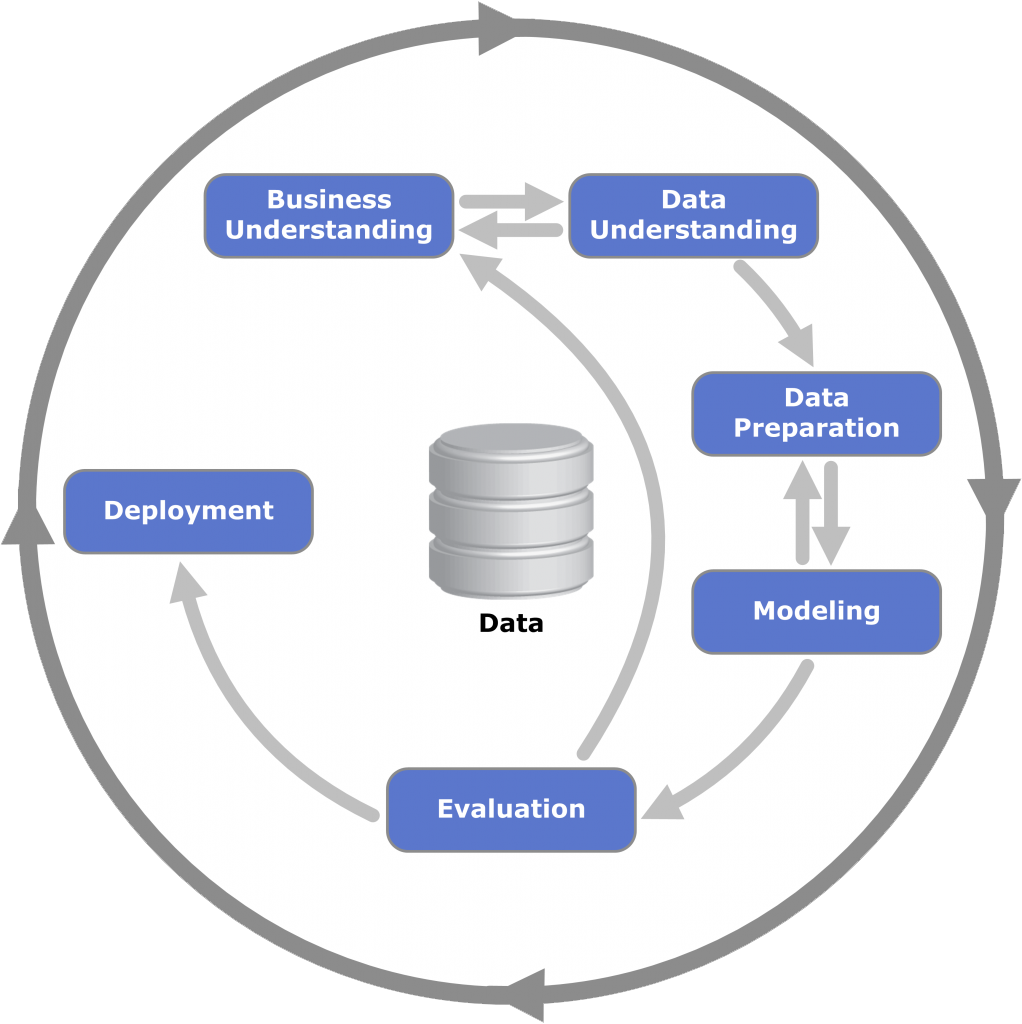 Business
Understanding
Data
Understanding
Data
Preparation
Modeling
Evaluation
Deployment
Data